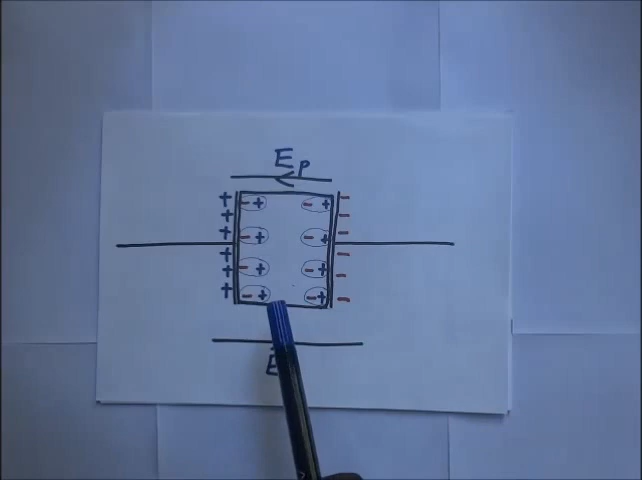 Ep
+ - + - + -
+ - + - + -
+ - + - + -
+ -
+ - + - + -
+ - + - + -
E